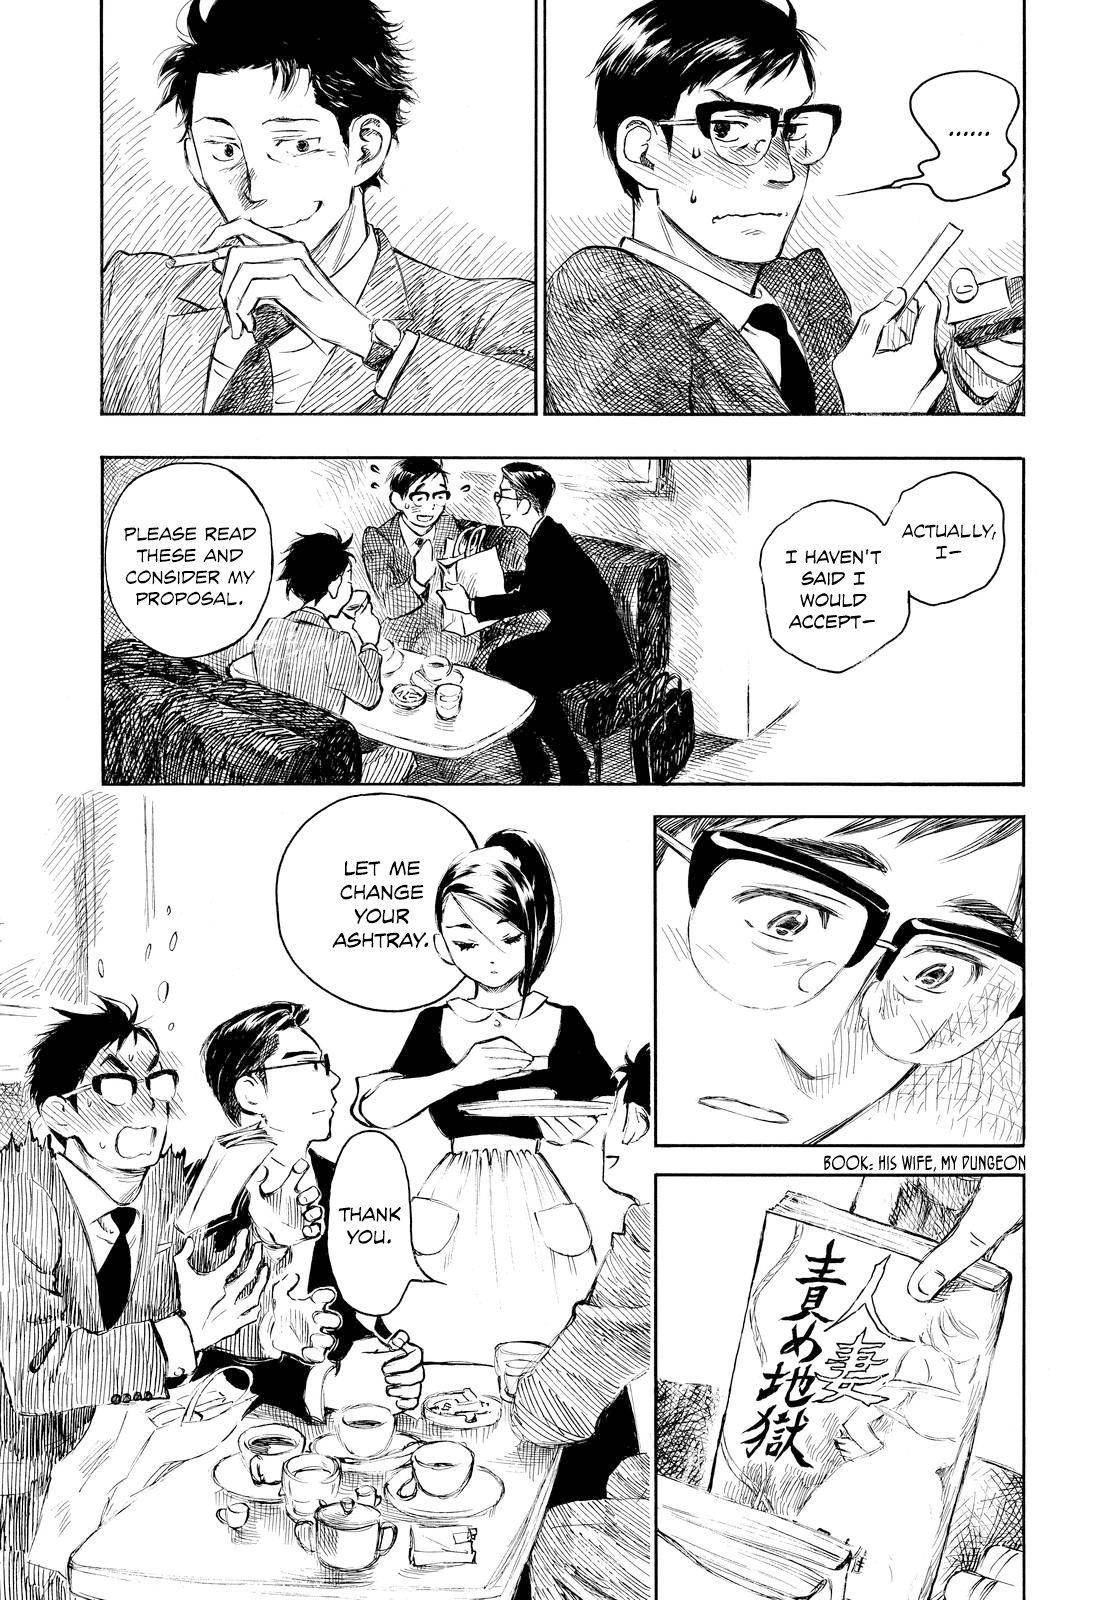 ......
PLEASE READ
THESE AND
CONSIDER MY
PROPOSAL.
ACTUALLY,
I-
I HAVEN'T
SAID I
WOULD
ACCEPT-
LET ME
CHANGE
YOUR
ASHTRAY.
THANK
YOU.
BOOK: HIS WIFE, MY DUNGEON
人妻
責め地獄